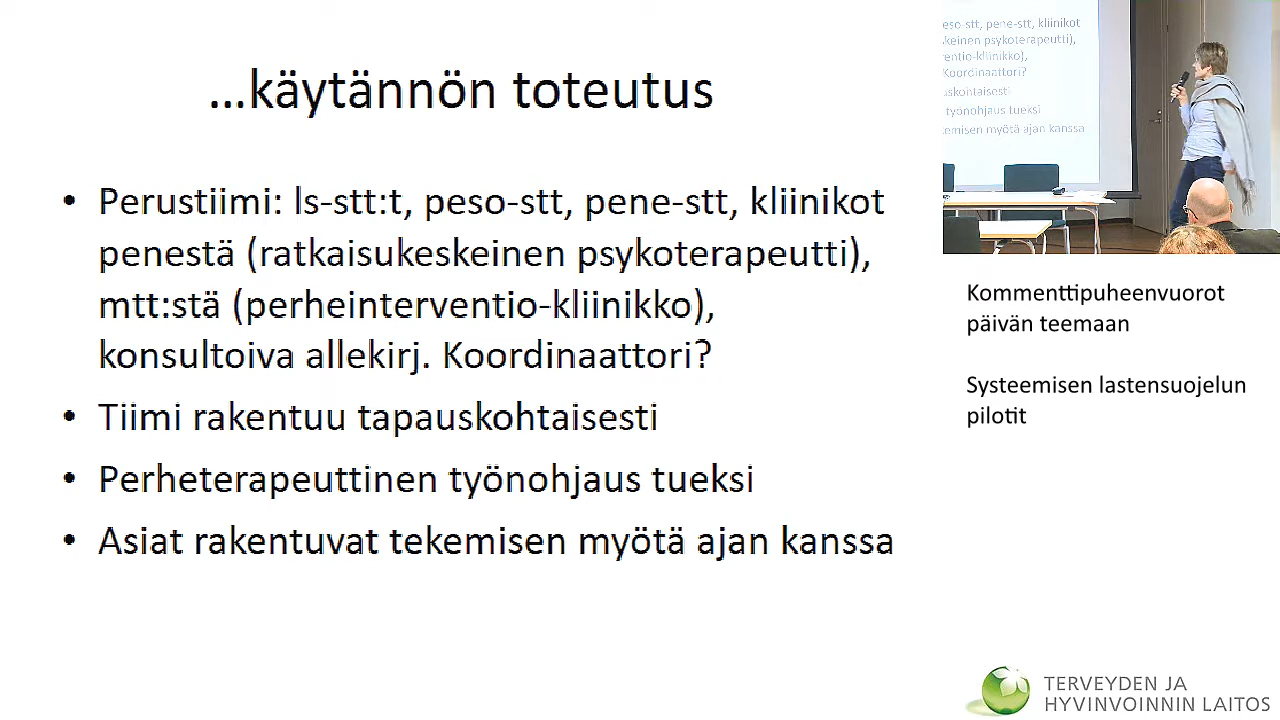 ...käytännön toteutus
• Perustiimi: ls-stt:t, peso-stt, pene-stt, kliinikot
penestä (ratkaisukeskeinen psykoterapeutti),
mtt:stä (perheinterventio-kliinikko),
konsultoiva allekirj. Koordinaattori?
• Tiimi rakentuu tapauskohtaisesti
• Perheterapeuttinen työnohjaus tueksi
• Asiat rakentuvat tekemisen myötä ajan kanssa
eso-stt, pene-stt, kliinikot
keinen psykoterapeutti),
entio-kliinikko),
Koordinaattori?
uskohtaisesti
työnohjaus tueksi
kemisen myötä ajan kanssa
Kommenttipuheenvuorot
päivän teemaan
Systeemisen lastensuojelun
pilotit
TERVEYDEN JA
HYVINVOINNIN LAITOS